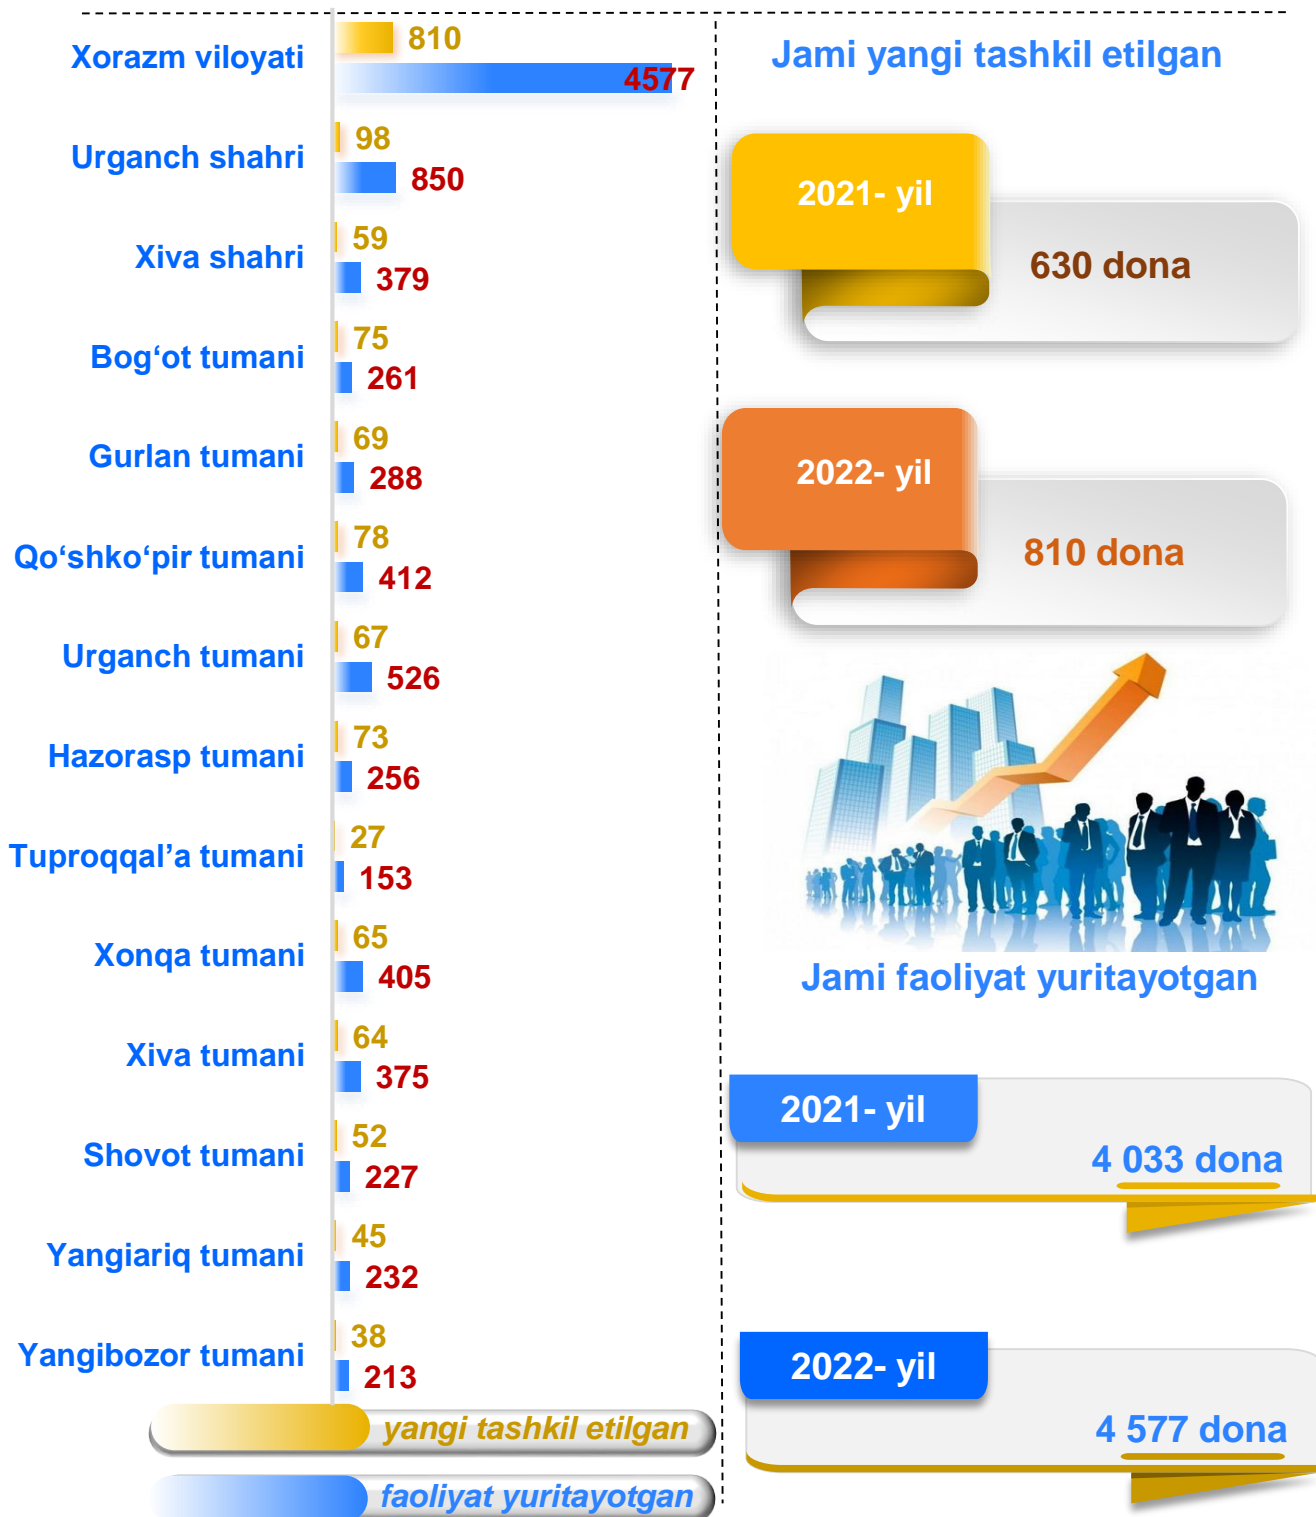 Xorazm viloyati
810
4577
Urganch shahri
98
850
Xiva shahri
59
379
Bog‘ot tumani
75
261
Gurlan tumani
69
288
Qo‘shko‘pir tumani
78
412
Urganch tumani
67
526
Hazorasp tumani
73
256
Tuproqqal’a tumani
27
153
Xonqa tumani
65
405
Xiva tumani
64
375
Shovot tumani
52
227
Yangiariq tumani
45
232
Yangibozor tumani
38
213
yangi tashkil etilgan
faoliyat yuritayotgan
Jami yangi tashkil etilgan
2021- yil
630 dona
2022- yil
810 dona
Jami faoliyat yuritayotgan
2021- yil
4 033 dona
2022- yil
4 577 dona